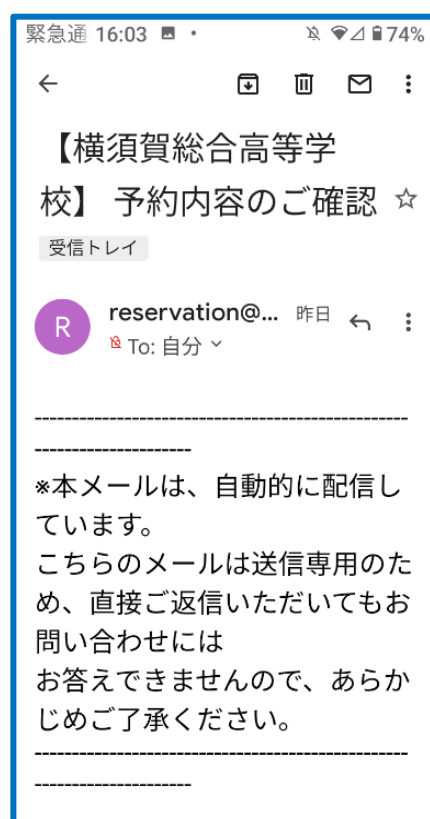 緊急通 16:03 74%
【横須賀総合高等学
校】 予約内容のご確認
受信トレイ
R reservation@... 昨日
To: 自分
--------------------------------------------------
---------------------
※本メールは、自動的に配信し
ています。
こちらのメールは送信専用のた
め、直接ご返信いただいてもお
問い合わせには
お答えできませんので、あらか
じめご了承ください。
--------------------------------------------------
---------------------